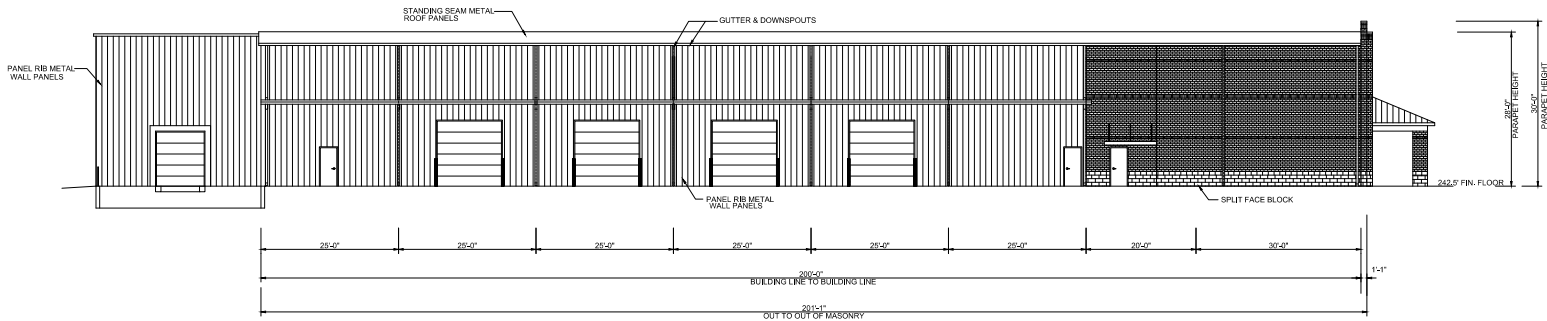 STANDING SEAM METAL
ROOF PANELS
GUTTER & DOWNSPOUTS
PANEL RIB METAL
WALL PANELS
28'-0"
PARAPET HEIGHT
30'-0"
PARAPET HEIGHT
242.5' FIN. FLOOR
PANEL RIB METAL
WALL PANELS
SPLIT FACE BLOCK
25'-0"
25'-0"
25'-0"
25'-0"
25'-0"
25'-0"
20'-0"
30'-0"
1'-1"
200'-0"
BUILDING LINE TO BUILDING LINE
201'-1"
OUT TO OUT OF MASONRY